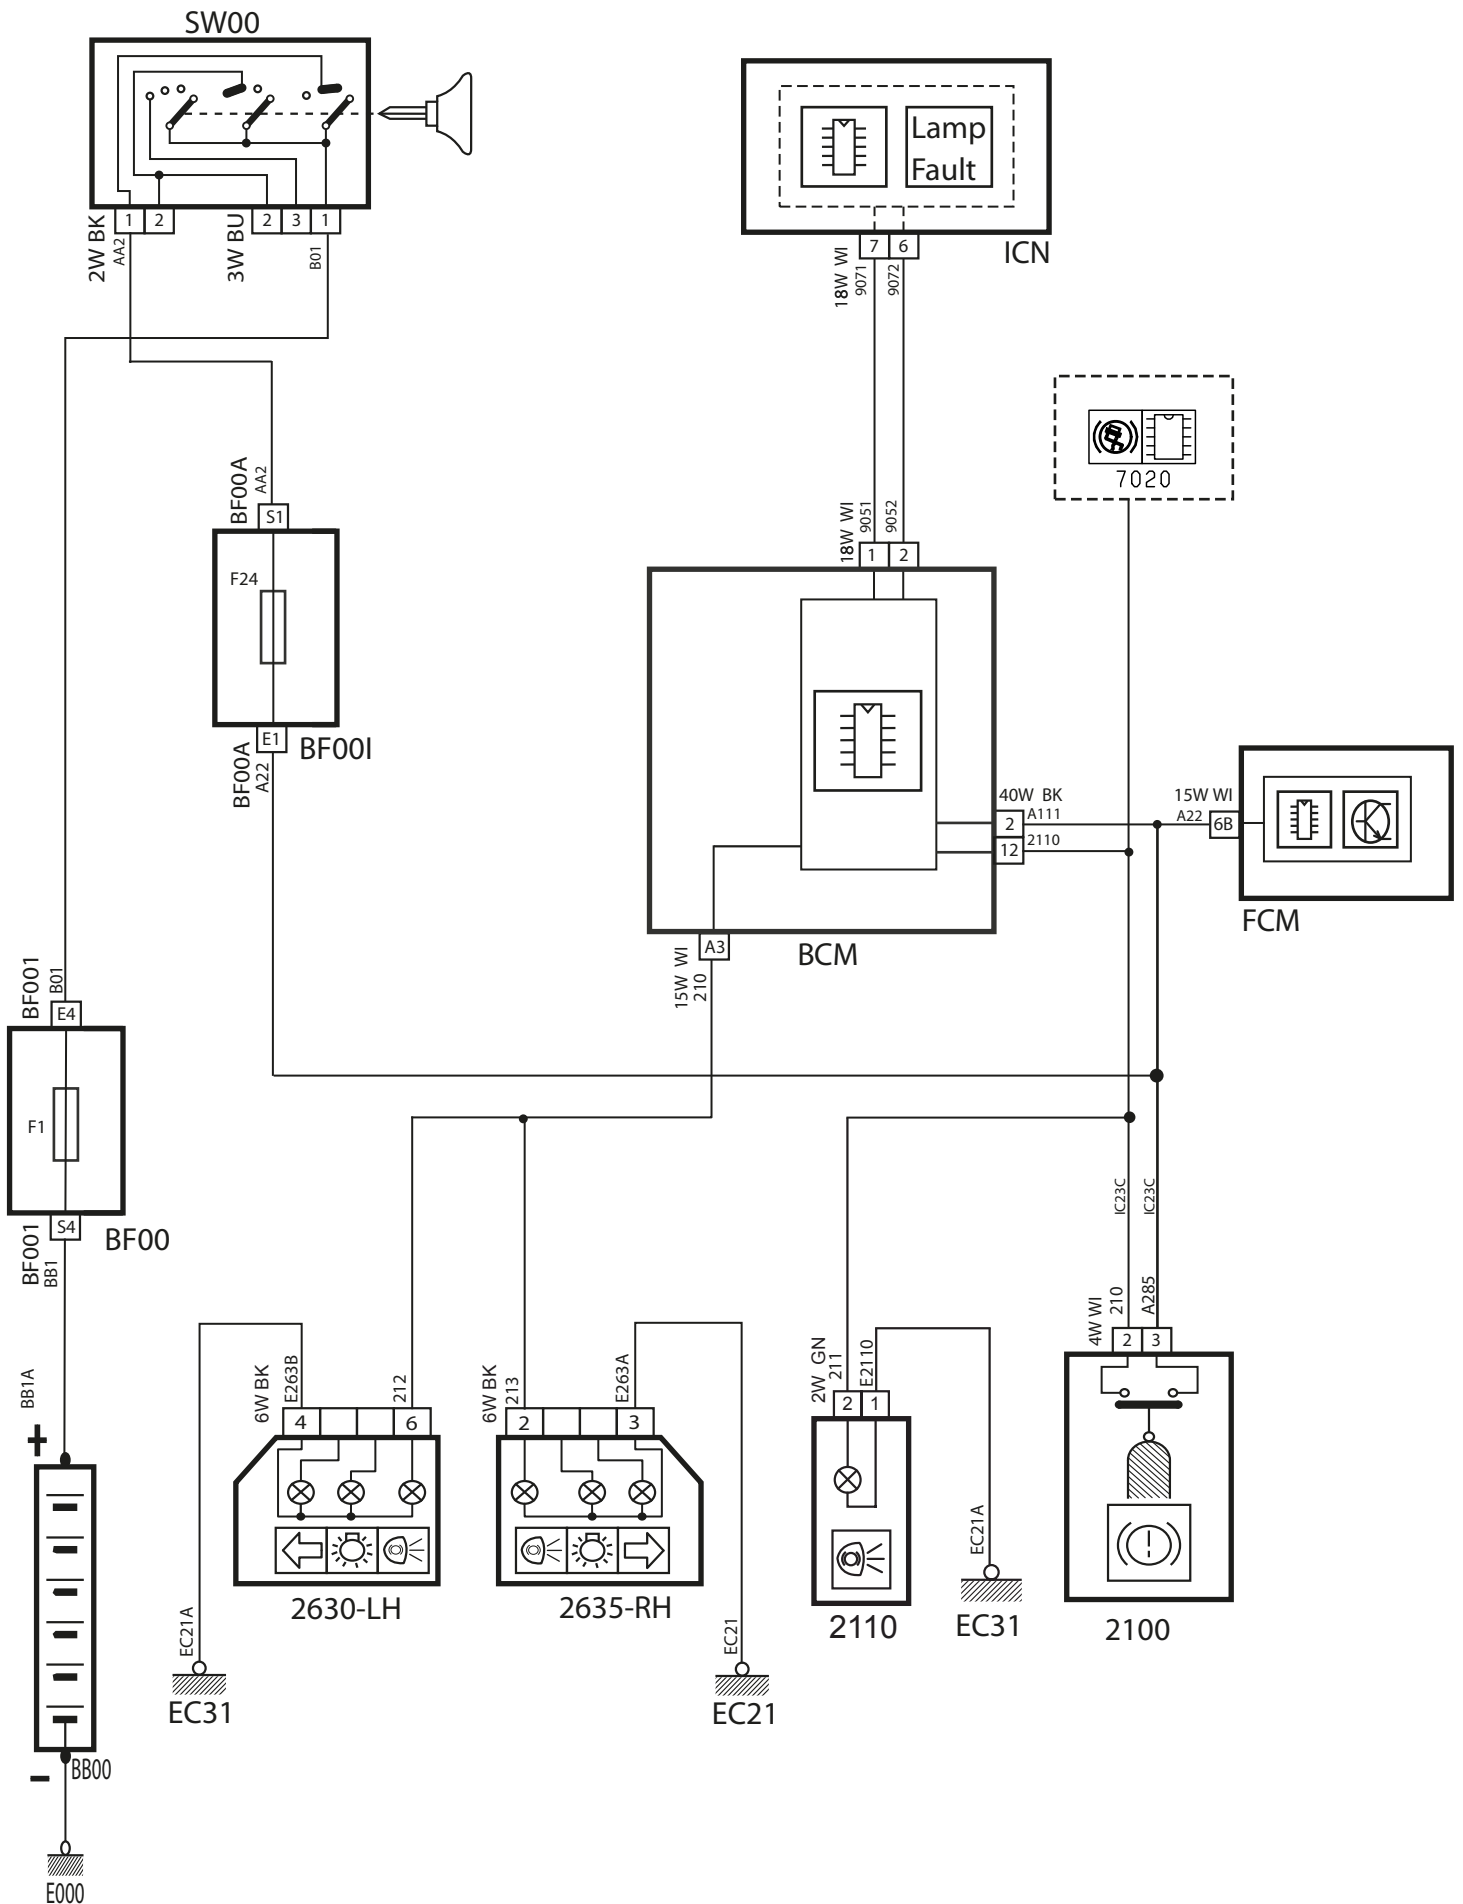 SW00
1 2 2 3 1
2W BK
AA2
3W BU
B01
Lamp
Fault
ICN
7 6
18W WI
9071
9072
7020
BF00A
AA2
S1
F24
E1
BF00I
BF00A
A22
18W WI
9051
9052
1 2
40W BK
A111
2
2110
12
15W WI
A22
6B
FCM
BCM
A3
15W WI
210
BF001
B01
E4
F1
S4
BF00
BF001
BB1
IC23C
IC23C
BB1A
+
6W BK
E263B
212
4 6
6W BK
213
E263A
2 3
2W GN
211
E2110
2 1
4W WI
210
A285
2 3
EC21A
2630-LH
EC31
2635-RH
EC21
EC21
2110
EC21A
EC31
2100
BB00
–
E000